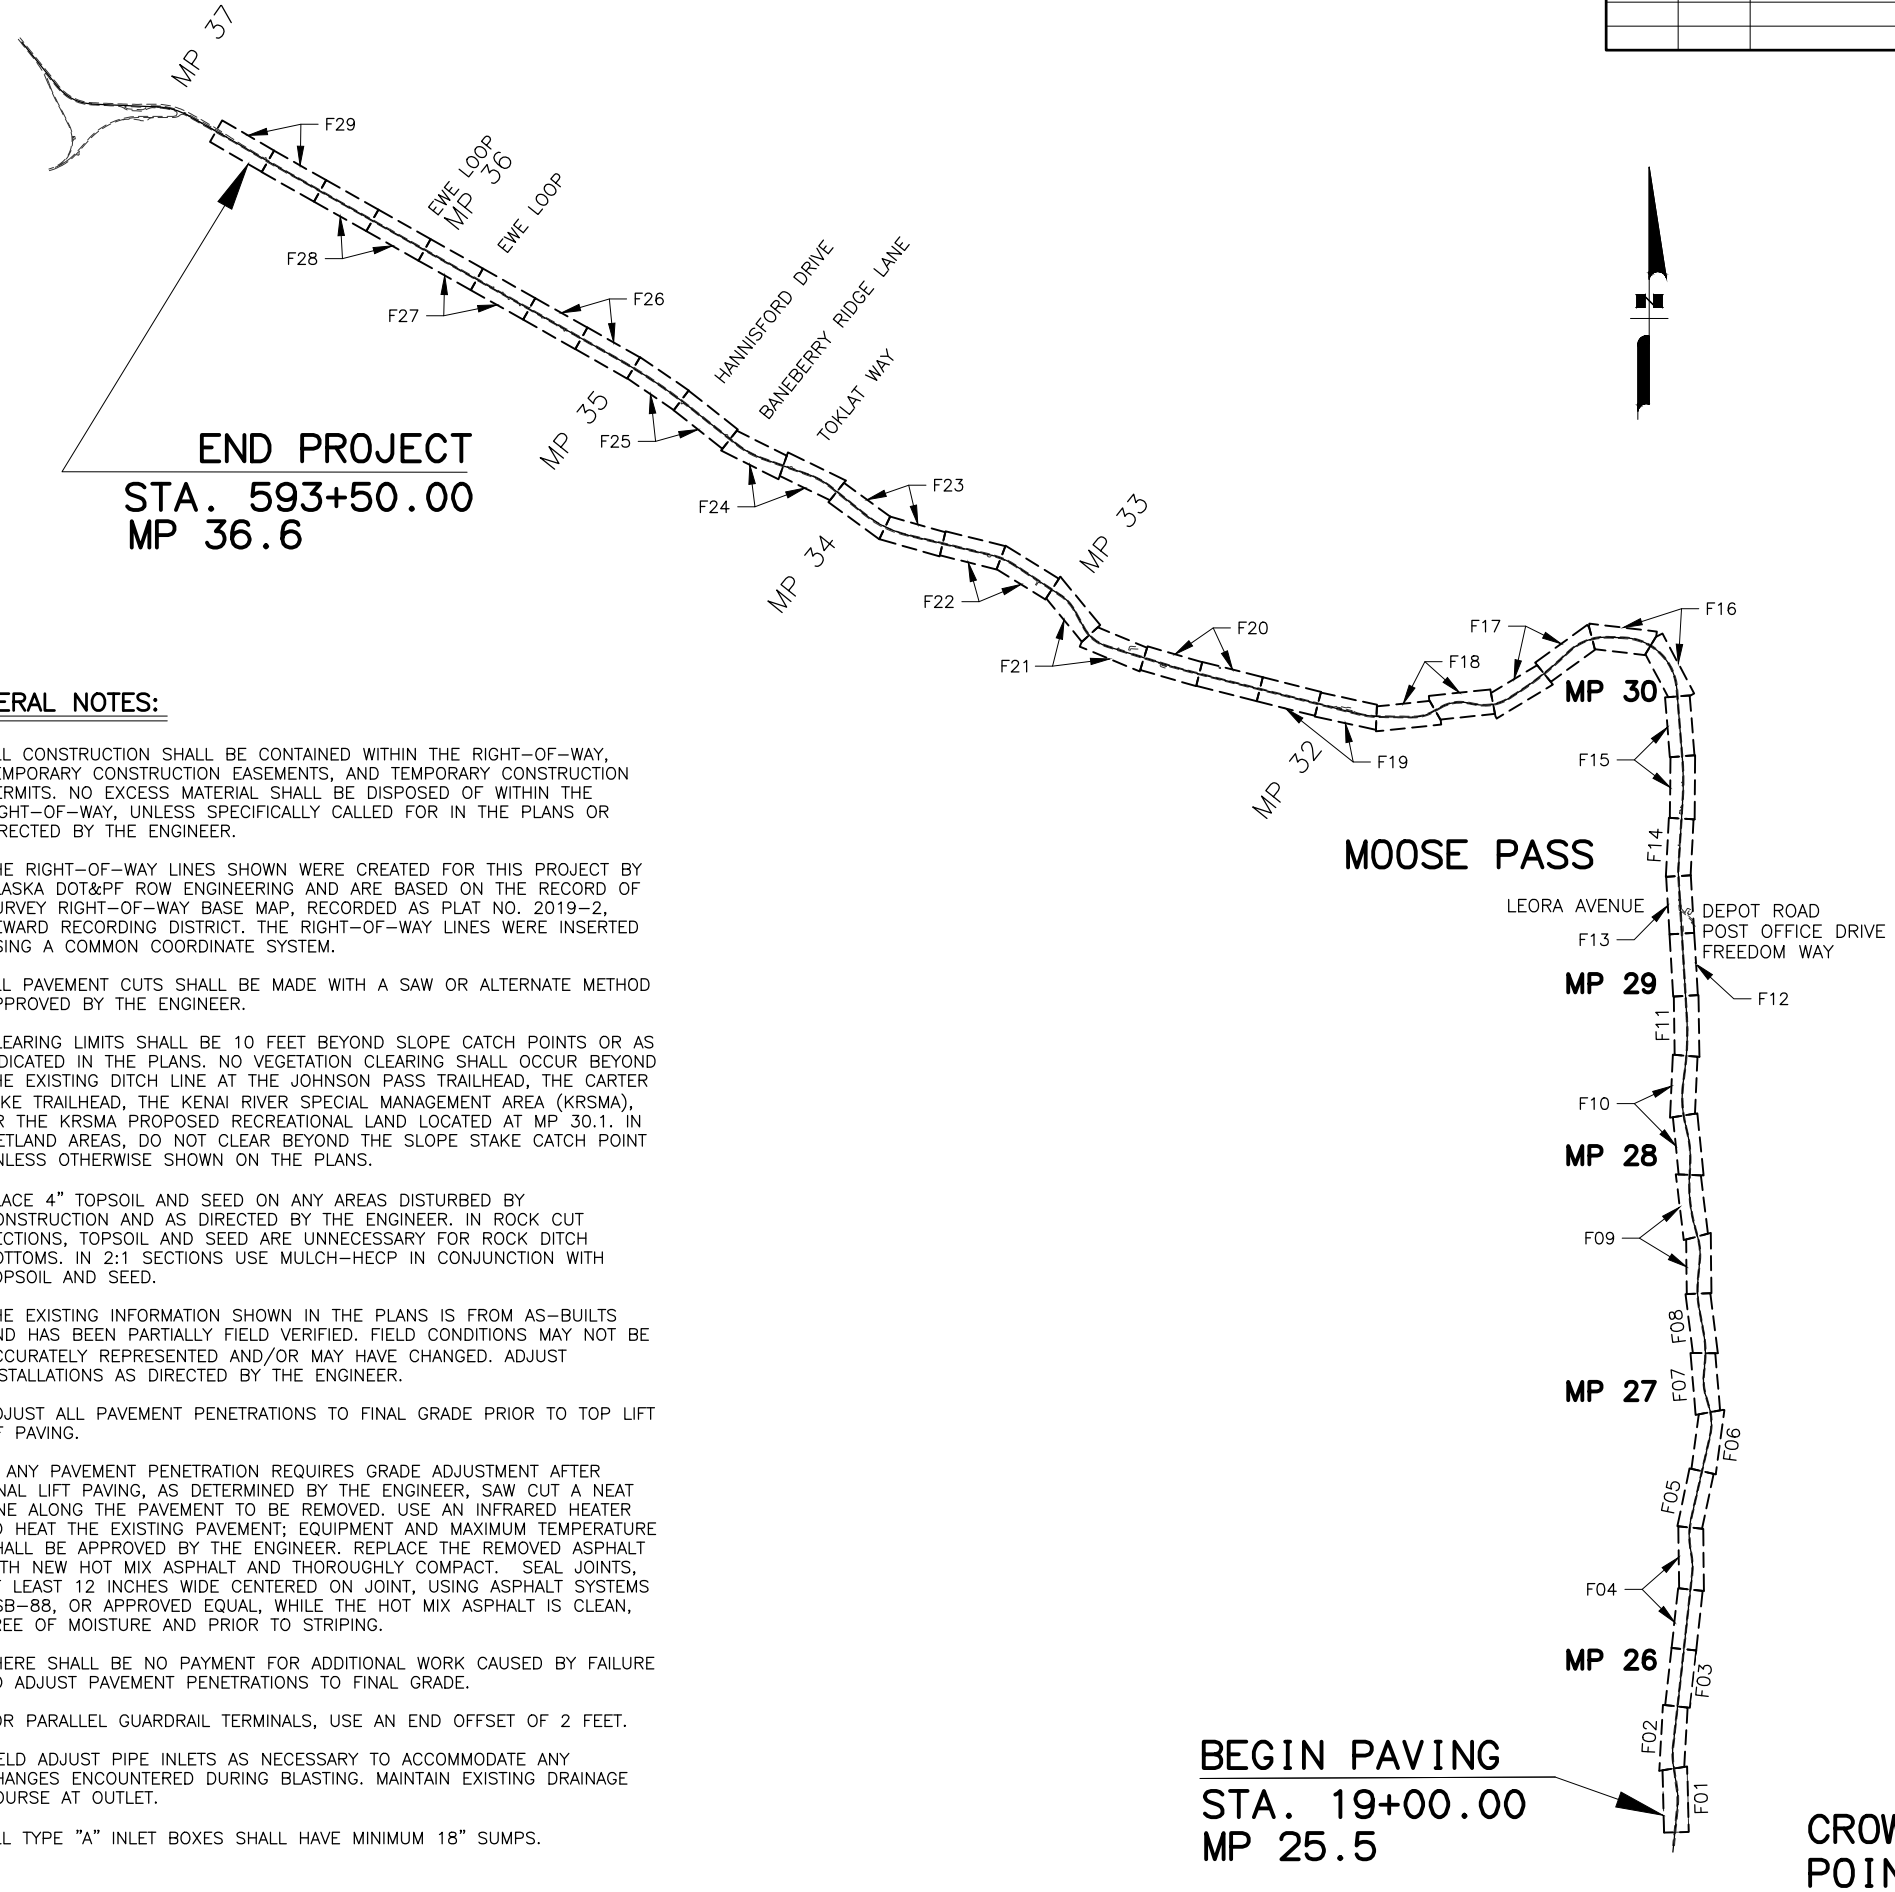 MP 37
F29
EWE LOOP
MP 36
EWE LOOP
F28
F27
F26
HANNISFORD DRIVE
BANEBERRY RIDGE LANE
TOKLAT WAY
MP 35
F25
END PROJECT
STA. 593+50.00
MP 36.6
F24
F23
MP 34
MP 33
F22
F21
F20
F19
MP 32
F18
F17
F16
MP 30
F15
MOOSE PASS
F14
LEORA AVENUE
DEPOT ROAD
POST OFFICE DRIVE
FREEDOM WAY
F13
MP 29
F12
F11
F10
MP 28
F09
F08
MP 27
F07
F06
F05
F04
MP 26
F03
F02
BEGIN PAVING
STA. 19+00.00
MP 25.5
F01
CROW
POIN
ERAL NOTES:
LL CONSTRUCTION SHALL BE CONTAINED WITHIN THE RIGHT-OF-WAY,
EMPORARY CONSTRUCTION EASEMENTS, AND TEMPORARY CONSTRUCTION
ERMITS. NO EXCESS MATERIAL SHALL BE DISPOSED OF WITHIN THE
GHT-OF-WAY, UNLESS SPECIFICALLY CALLED FOR IN THE PLANS OR
RECTED BY THE ENGINEER.
HE RIGHT-OF-WAY LINES SHOWN WERE CREATED FOR THIS PROJECT BY
LASKA DOT&PF ROW ENGINEERING AND ARE BASED ON THE RECORD OF
URVEY RIGHT-OF-WAY BASE MAP, RECORDED AS PLAT NO. 2019-2,
EWARD RECORDING DISTRICT. THE RIGHT-OF-WAY LINES WERE INSERTED
SING A COMMON COORDINATE SYSTEM.
LL PAVEMENT CUTS SHALL BE MADE WITH A SAW OR ALTERNATE METHOD
PPROVED BY THE ENGINEER.
LEARING LIMITS SHALL BE 10 FEET BEYOND SLOPE CATCH POINTS OR AS
DICATED IN THE PLANS. NO VEGETATION CLEARING SHALL OCCUR BEYOND
HE EXISTING DITCH LINE AT THE JOHNSON PASS TRAILHEAD, THE CARTER
KE TRAILHEAD, THE KENAI RIVER SPECIAL MANAGEMENT AREA (KRSMA),
R THE KRSMA PROPOSED RECREATIONAL LAND LOCATED AT MP 30.1. IN
ETLAND AREAS, DO NOT CLEAR BEYOND THE SLOPE STAKE CATCH POINT
NLESS OTHERWISE SHOWN ON THE PLANS.
LACE 4" TOPSOIL AND SEED ON ANY AREAS DISTURBED BY
ONSTRUCTION AND AS DIRECTED BY THE ENGINEER. IN ROCK CUT
ECTIONS, TOPSOIL AND SEED ARE UNNECESSARY FOR ROCK DITCH
OTTOMS. IN 2:1 SECTIONS USE MULCH-HECP IN CONJUNCTION WITH
OPSOIL AND SEED.
HE EXISTING INFORMATION SHOWN IN THE PLANS IS FROM AS-BUILTS
ND HAS BEEN PARTIALLY FIELD VERIFIED. FIELD CONDITIONS MAY NOT BE
CCURATELY REPRESENTED AND/OR MAY HAVE CHANGED. ADJUST
STALLATIONS AS DIRECTED BY THE ENGINEER.
DJUST ALL PAVEMENT PENETRATIONS TO FINAL GRADE PRIOR TO TOP LIFT
F PAVING.
ANY PAVEMENT PENETRATION REQUIRES GRADE ADJUSTMENT AFTER
NAL LIFT PAVING, AS DETERMINED BY THE ENGINEER, SAW CUT A NEAT
NE ALONG THE PAVEMENT TO BE REMOVED. USE AN INFRARED HEATER
O HEAT THE EXISTING PAVEMENT; EQUIPMENT AND MAXIMUM TEMPERATURE
HALL BE APPROVED BY THE ENGINEER. REPLACE THE REMOVED ASPHALT
TH NEW HOT MIX ASPHALT AND THOROUGHLY COMPACT. SEAL JOINTS,
T LEAST 12 INCHES WIDE CENTERED ON JOINT, USING ASPHALT SYSTEMS
SB-88, OR APPROVED EQUAL, WHILE THE HOT MIX ASPHALT IS CLEAN,
REE OF MOISTURE AND PRIOR TO STRIPING.
HERE SHALL BE NO PAYMENT FOR ADDITIONAL WORK CAUSED BY FAILURE
O ADJUST PAVEMENT PENETRATIONS TO FINAL GRADE.
OR PARALLEL GUARDRAIL TERMINALS, USE AN END OFFSET OF 2 FEET.
ELD ADJUST PIPE INLETS AS NECESSARY TO ACCOMMODATE ANY
HANGES ENCOUNTERED DURING BLASTING. MAINTAIN EXISTING DRAINAGE
OURSE AT OUTLET.
LL TYPE "A" INLET BOXES SHALL HAVE MINIMUM 18" SUMPS.